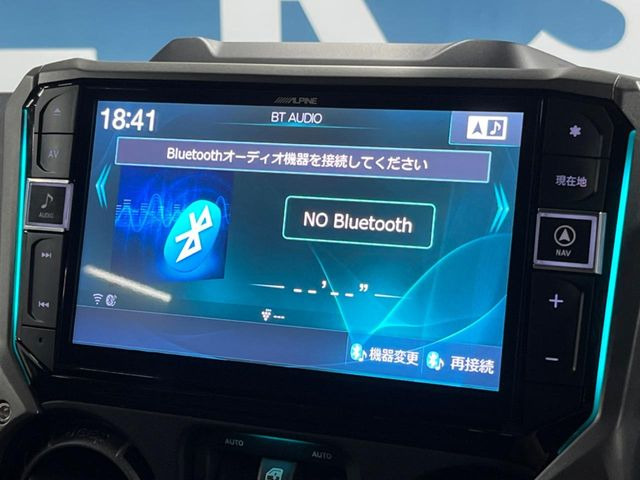 ALPINE
18:41
BT AUDIO
Bluetoothオーディオ機器を接続してください
NO Bluetooth
--'--"
---
機器変更
再接続
AV
AUDIO
現在地
NAV
+
−
AUTO
AUTO